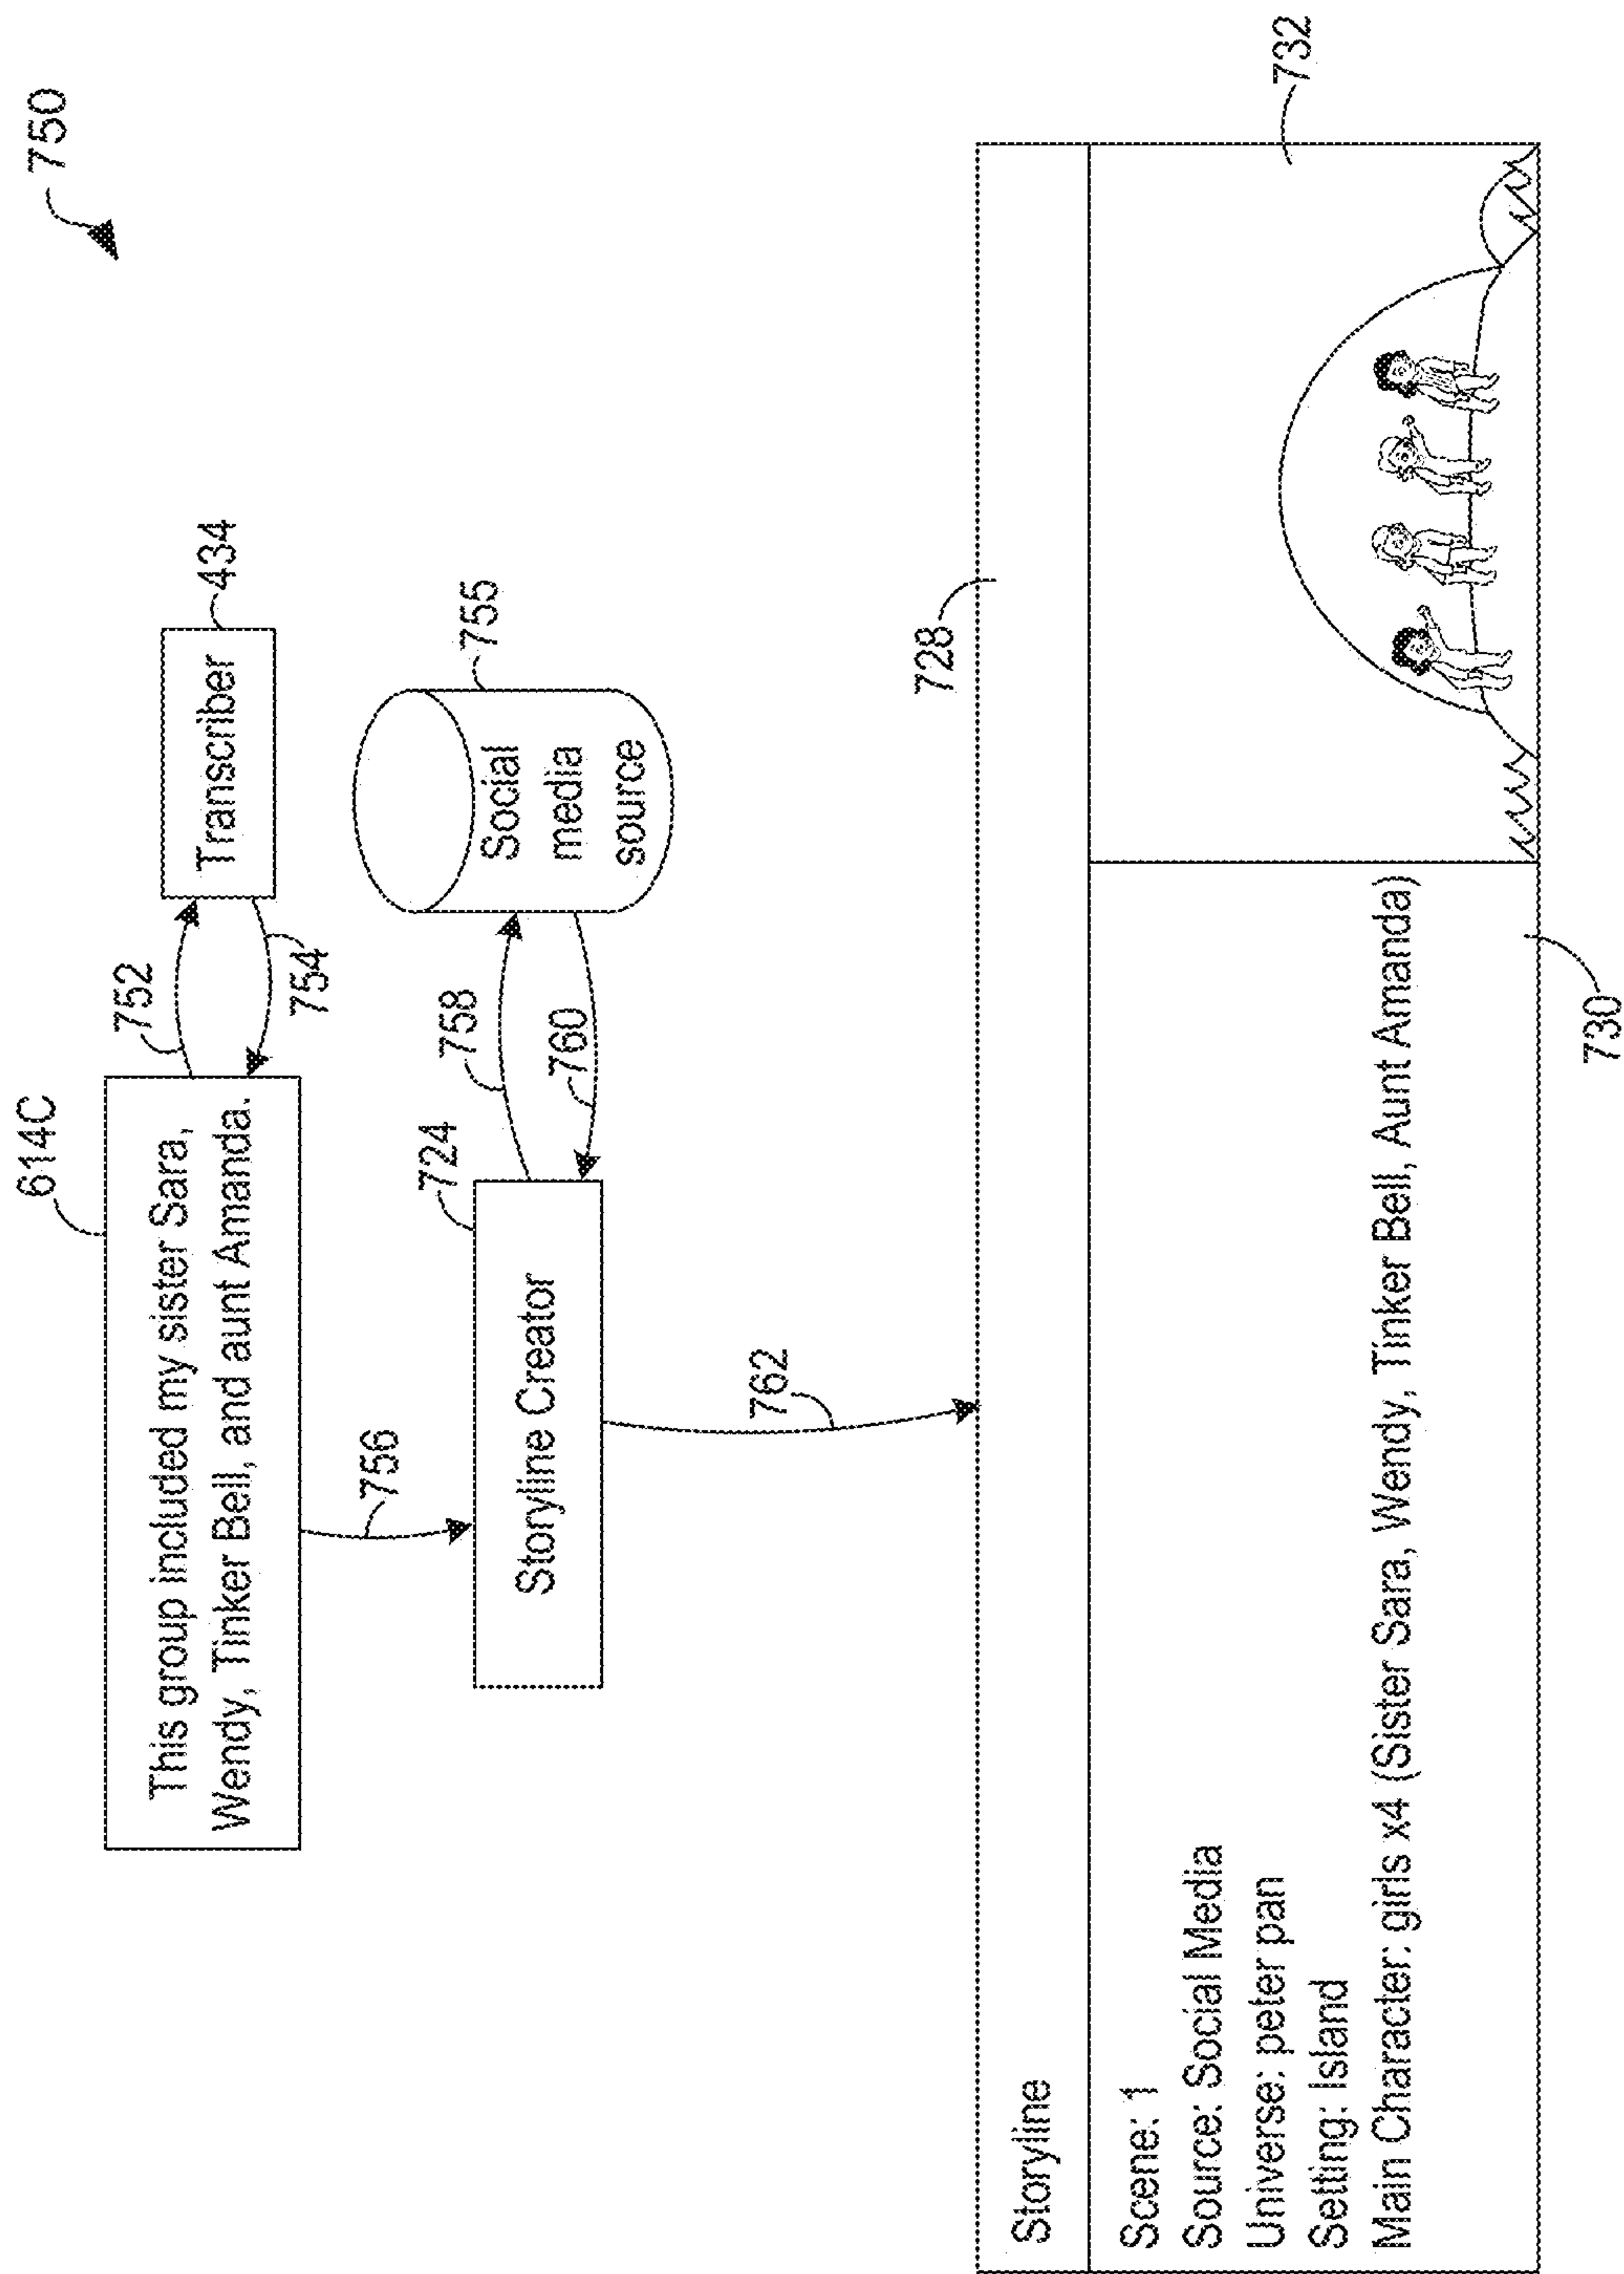 750
614C
This group included my sister Sara,
Wendy, Tinker Bell, and aunt Amanda.
752
754
Transcriber
434
756
724
Storyline Creator
758
760
Social
media
source
755
762
728
Storyline
Scene: 1
Source: Social Media
Universe: peter pan
Setting: Island
Main Character: girls x4 (Sister Sara, Wendy, Tinker Bell, Aunt Amanda)
730
732